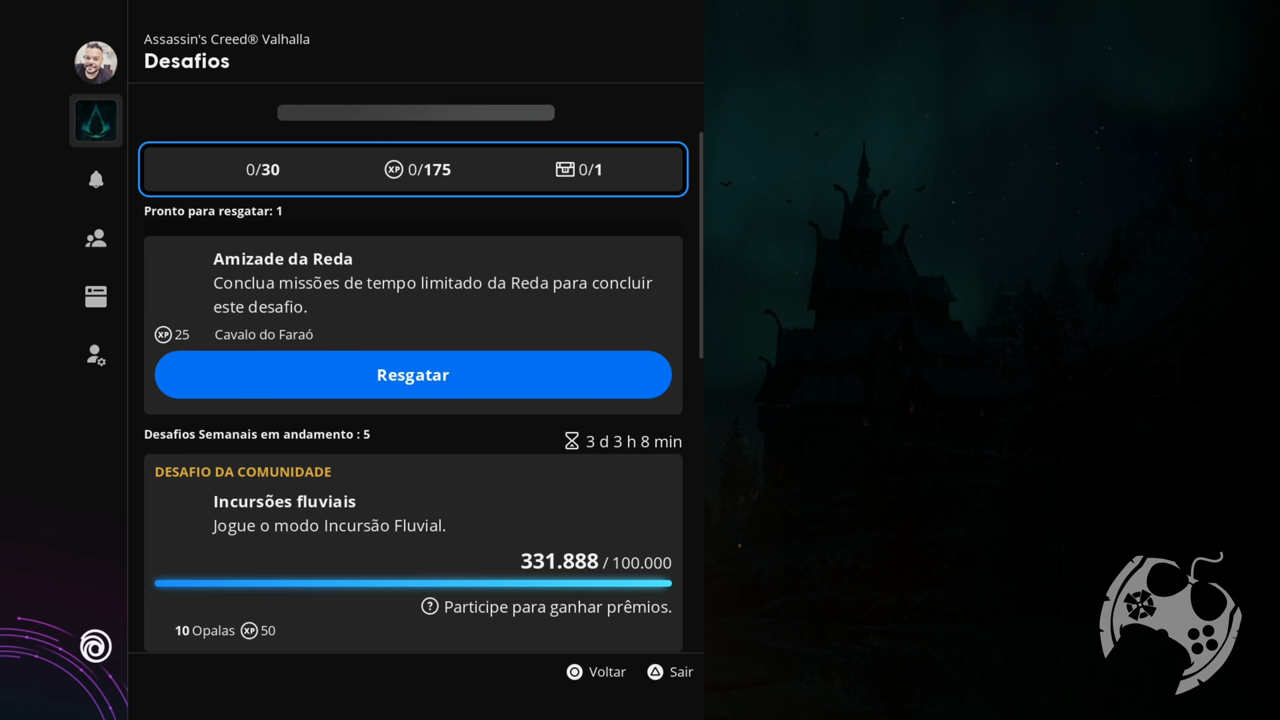 Assassin's Creed® Valhalla
Desafios
0/30
XP 0/175
0/1
Pronto para resgatar: 1
Amizade da Reda
Conclua missões de tempo limitado da Reda para concluir
este desafio.
XP 25 Cavalo do Faraó
Resgatar
Desafios Semanais em andamento : 5
3 d 3 h 8 min
DESAFIO DA COMUNIDADE
Incursões fluviais
Jogue o modo Incursão Fluvial.
331.888 / 100.000
? Participe para ganhar prêmios.
10 Opalas XP 50
Voltar
Sair